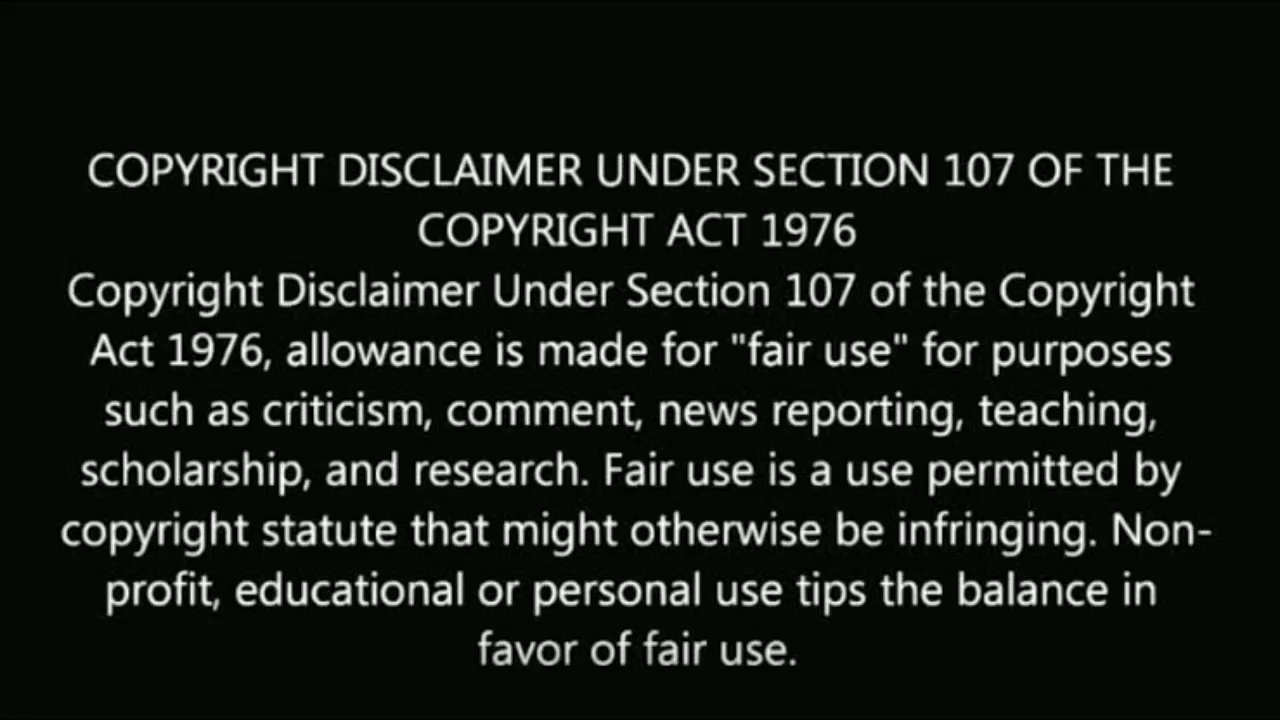 COPYRIGHT DISCLAIMER UNDER SECTION 107 OF THE
COPYRIGHT ACT 1976
Copyright Disclaimer Under Section 107 of the Copyright
Act 1976, allowance is made for "fair use" for purposes
such as criticism, comment, news reporting, teaching,
scholarship, and research. Fair use is a use permitted by
copyright statute that might otherwise be infringing. Non-
profit, educational or personal use tips the balance in
favor of fair use.